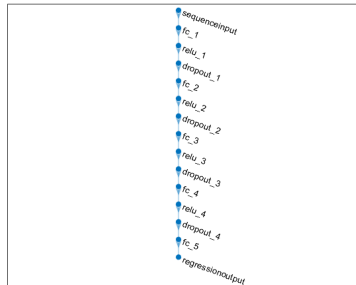 sequenceinput
fc_1
relu_1
dropout_1
fc_2
relu_2
dropout_2
fc_3
relu_3
dropout_3
fc_4
relu_4
dropout_4
fc_5
regressionoutput